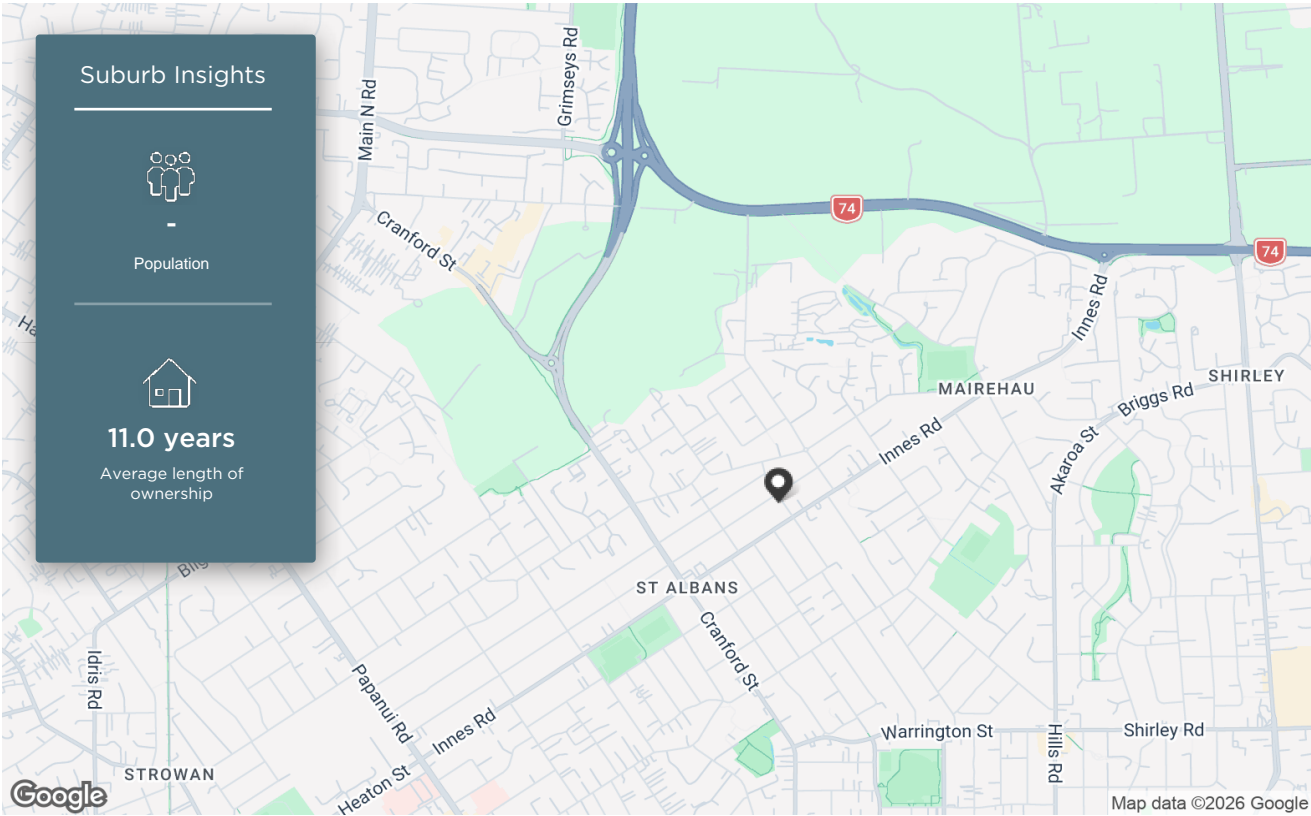 Suburb Insights
-
Population
11.0 years
Average length of
ownership
Main N Rd
Grimseys Rd
74
74
Cranford St
Innes Rd
MAIREHAU
SHIRLEY
Briggs Rd
Innes Rd
Akaroa St
ST ALBANS
Cranford St
Idris Rd
Papanui Rd
Innes Rd
Warrington St
Hills Rd
Shirley Rd
STROWAN
Heaton St
Google
Map data ©2026 Google